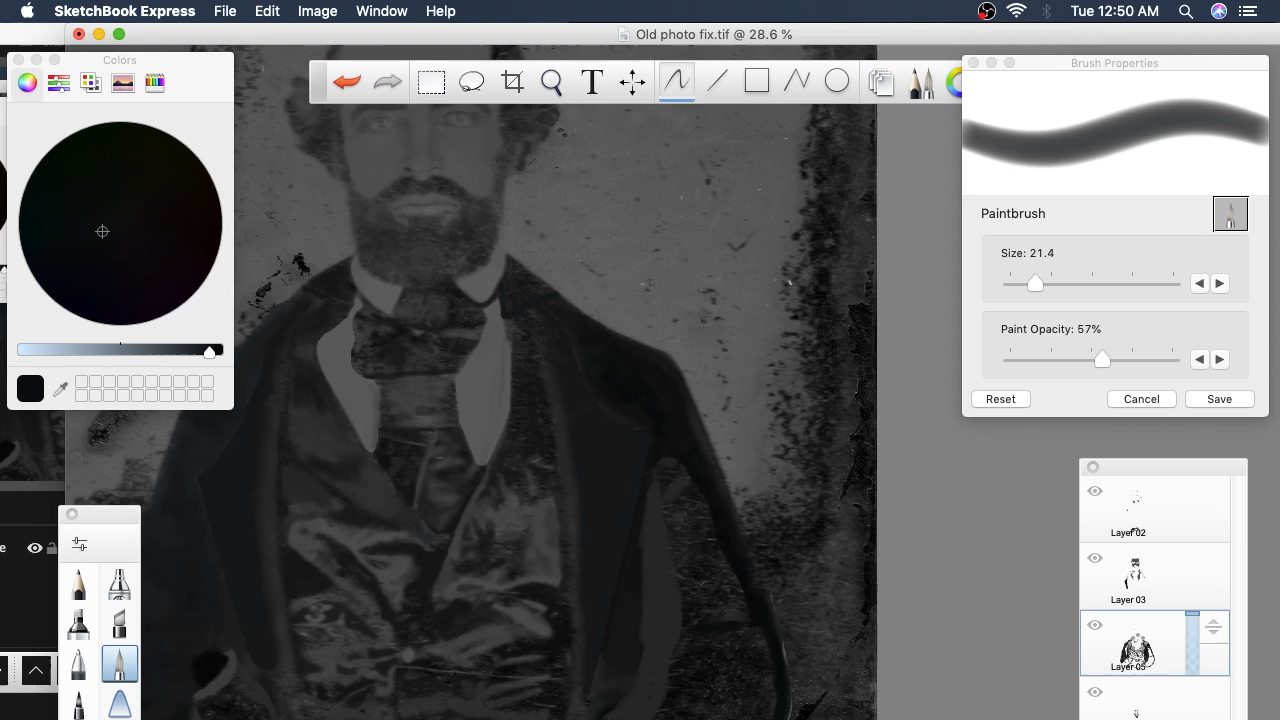 SketchBook Express File Edit Image Window Help Tue 12:50 AM
Old photo fix.tif @ 28.6 %
Colors
Brush Properties
T
Paintbrush
Size: 21.4
Paint Opacity: 57%
Reset Cancel Save
Layer 02
e
Layer 03
Layer 05